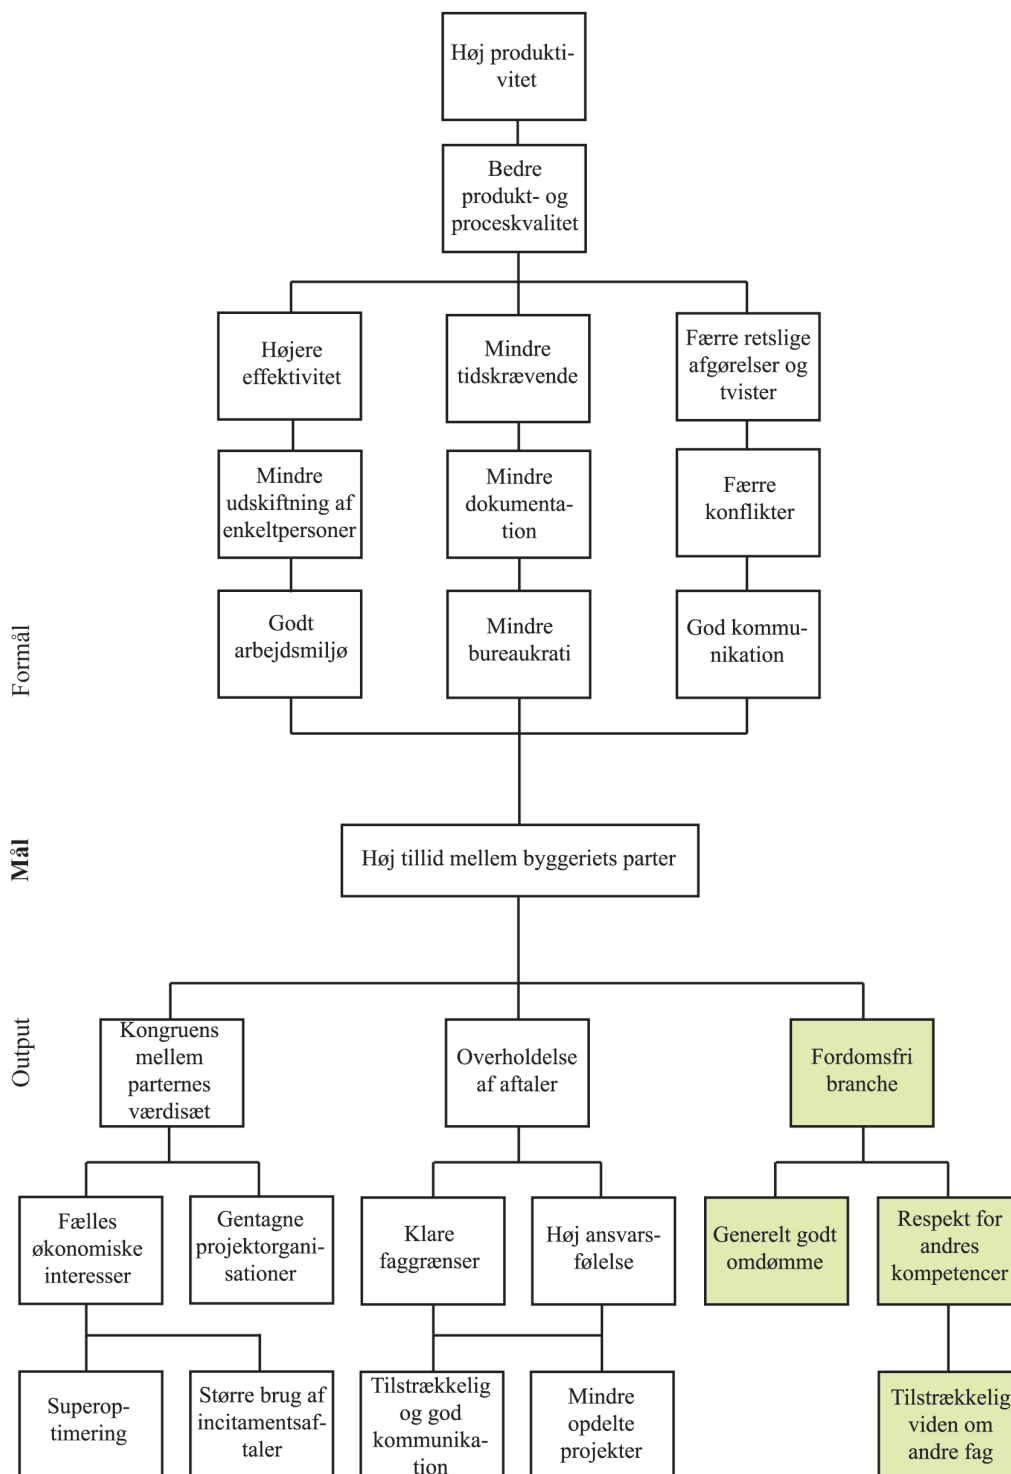 Høj produkti-
vitet
Bedre
produkt- og
proceskvalitet
Højere
effektivitet
Mindre
tidskrævende
Færre retslige
afgørelser og
tvister
Mindre
udskiftning af
enkeltpersoner
Mindre
dokumenta-
tion
Færre
konflikter
Formål
Godt
arbejdsmiljø
Mindre
bureaukrati
God kommu-
nikation
Mål
Høj tillid mellem byggeriets parter
Output
Kongruens
mellem
parternes
værdisæt
Overholdelse
af aftaler
Fordomsfri
branche
Fælles
økonomiske
interesser
Gentagne
projektorgani-
sationer
Klare
faggrænser
Høj ansvars-
følelse
Generelt godt
omdømme
Respekt for
andres
kompetencer
Superop-
timering
Større brug af
incitamentsaf-
taler
Tilstrækkelig
og god
kommunika-
tion
Mindre
opdelte
projekter
Tilstrækkelig
viden om
andre fag